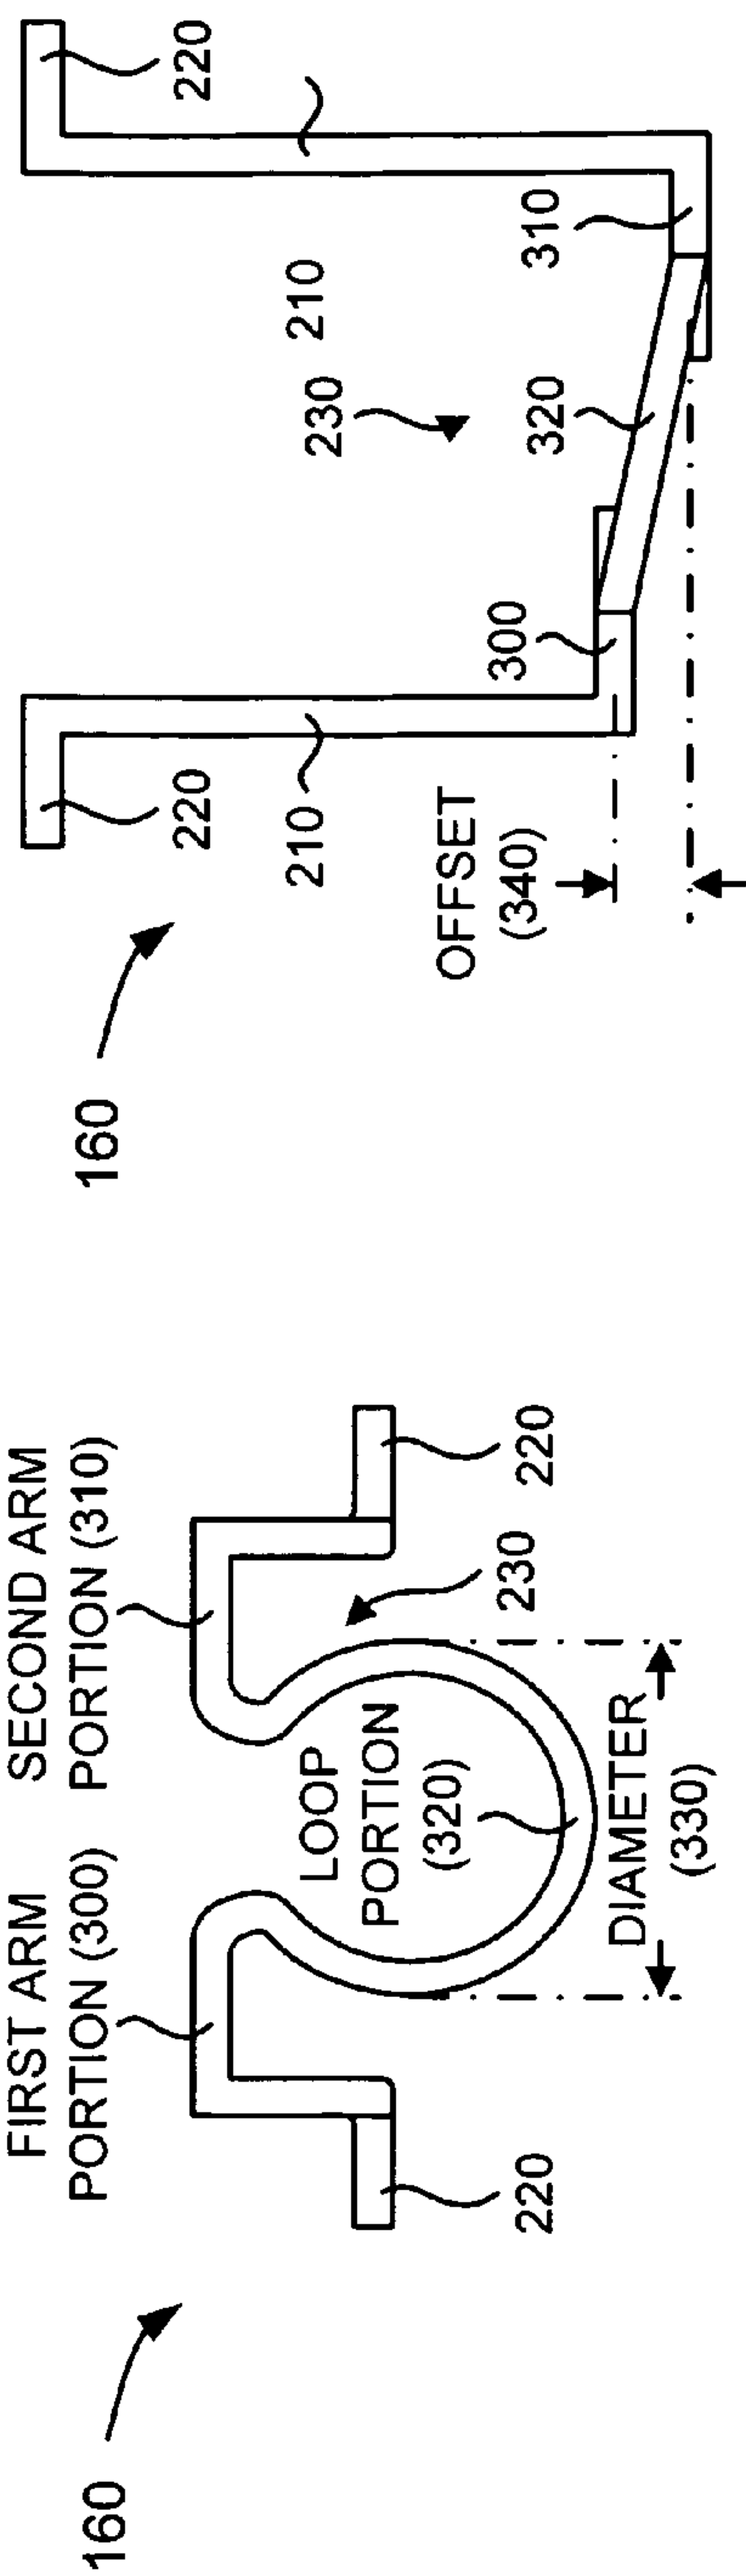 160
FIRST ARM
PORTION (300)
SECOND ARM
PORTION (310)
220
220
230
LOOP
PORTION
(320)
DIAMETER
(330)
160
220
220
210
210
230
300
310
320
OFFSET
(340)